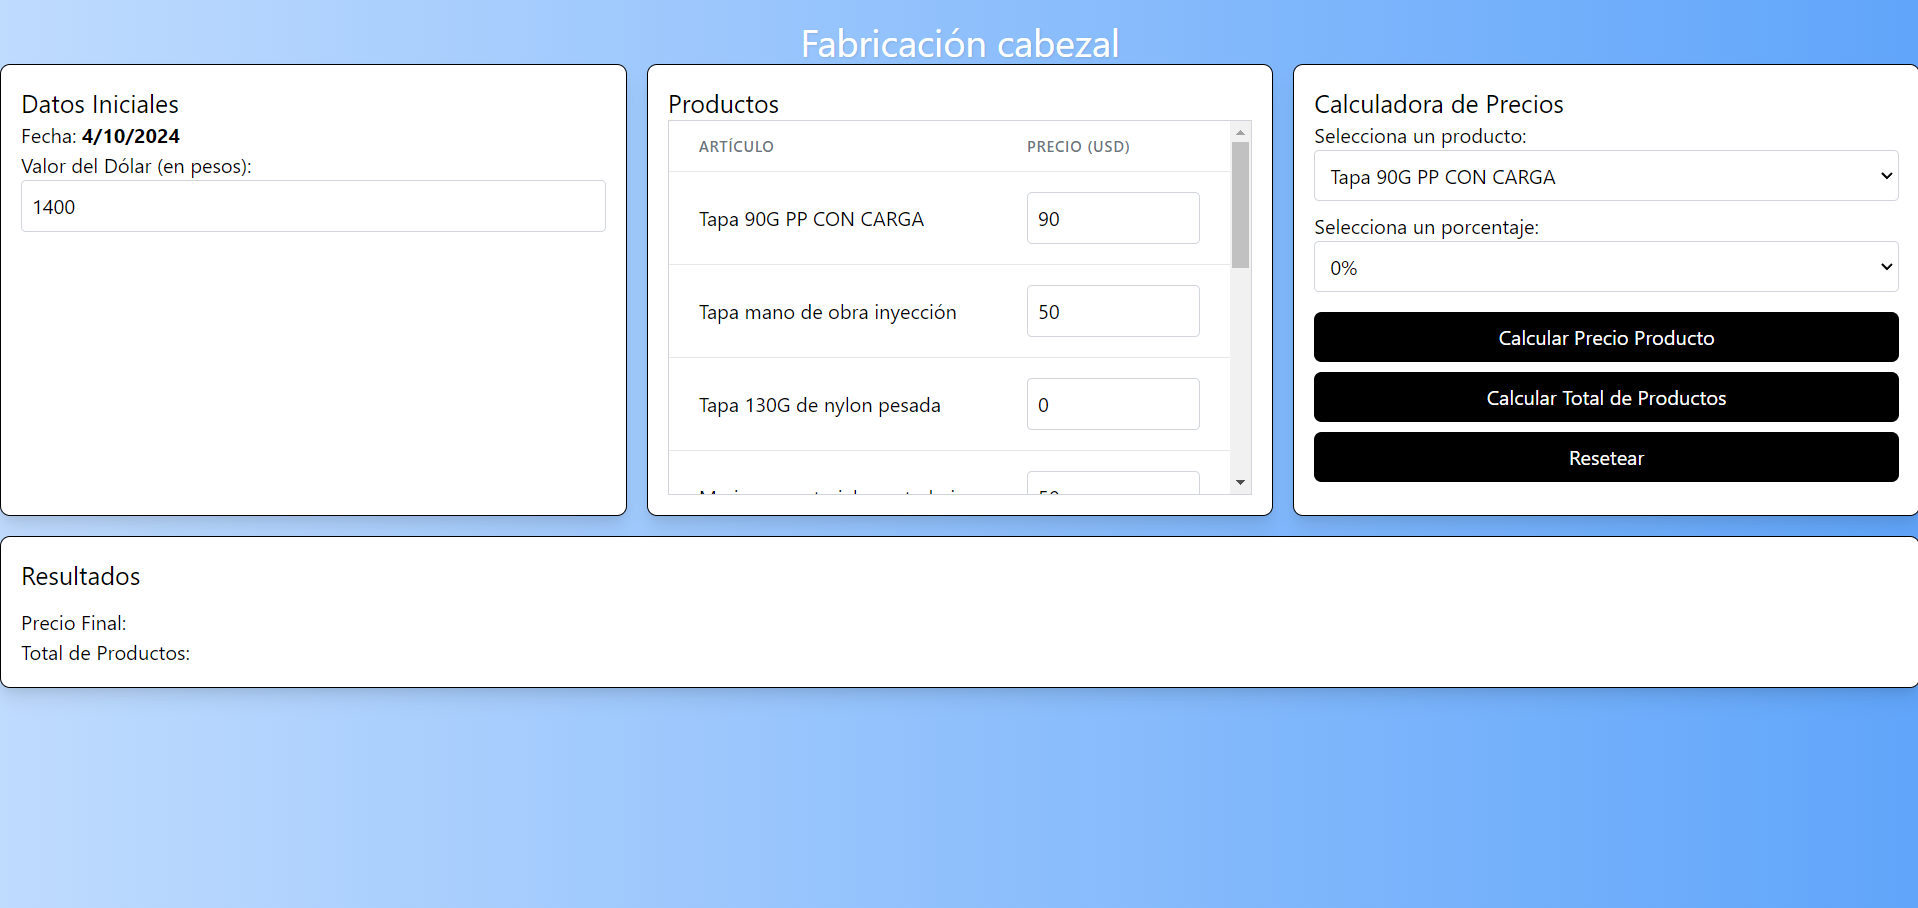 Fabricación cabezal
Datos Iniciales
Fecha: 4/10/2024
Valor del Dólar (en pesos):
1400
Productos
ARTÍCULO PRECIO (USD)
Tapa 90G PP CON CARGA 90
Tapa mano de obra inyección 50
Tapa 130G de nylon pesada 0
Calculadora de Precios
Selecciona un producto:
Tapa 90G PP CON CARGA
Selecciona un porcentaje:
0%
Calcular Precio Producto
Calcular Total de Productos
Resetear
Resultados
Precio Final:
Total de Productos: